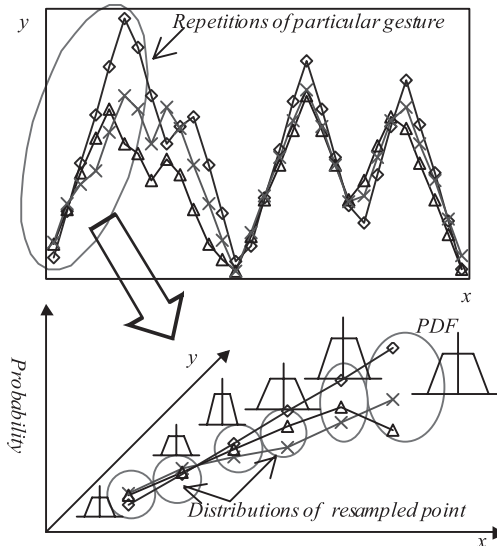 y
Repetitions of particular gesture
x
PDF
y
Probability
Distributions of resampled point
x